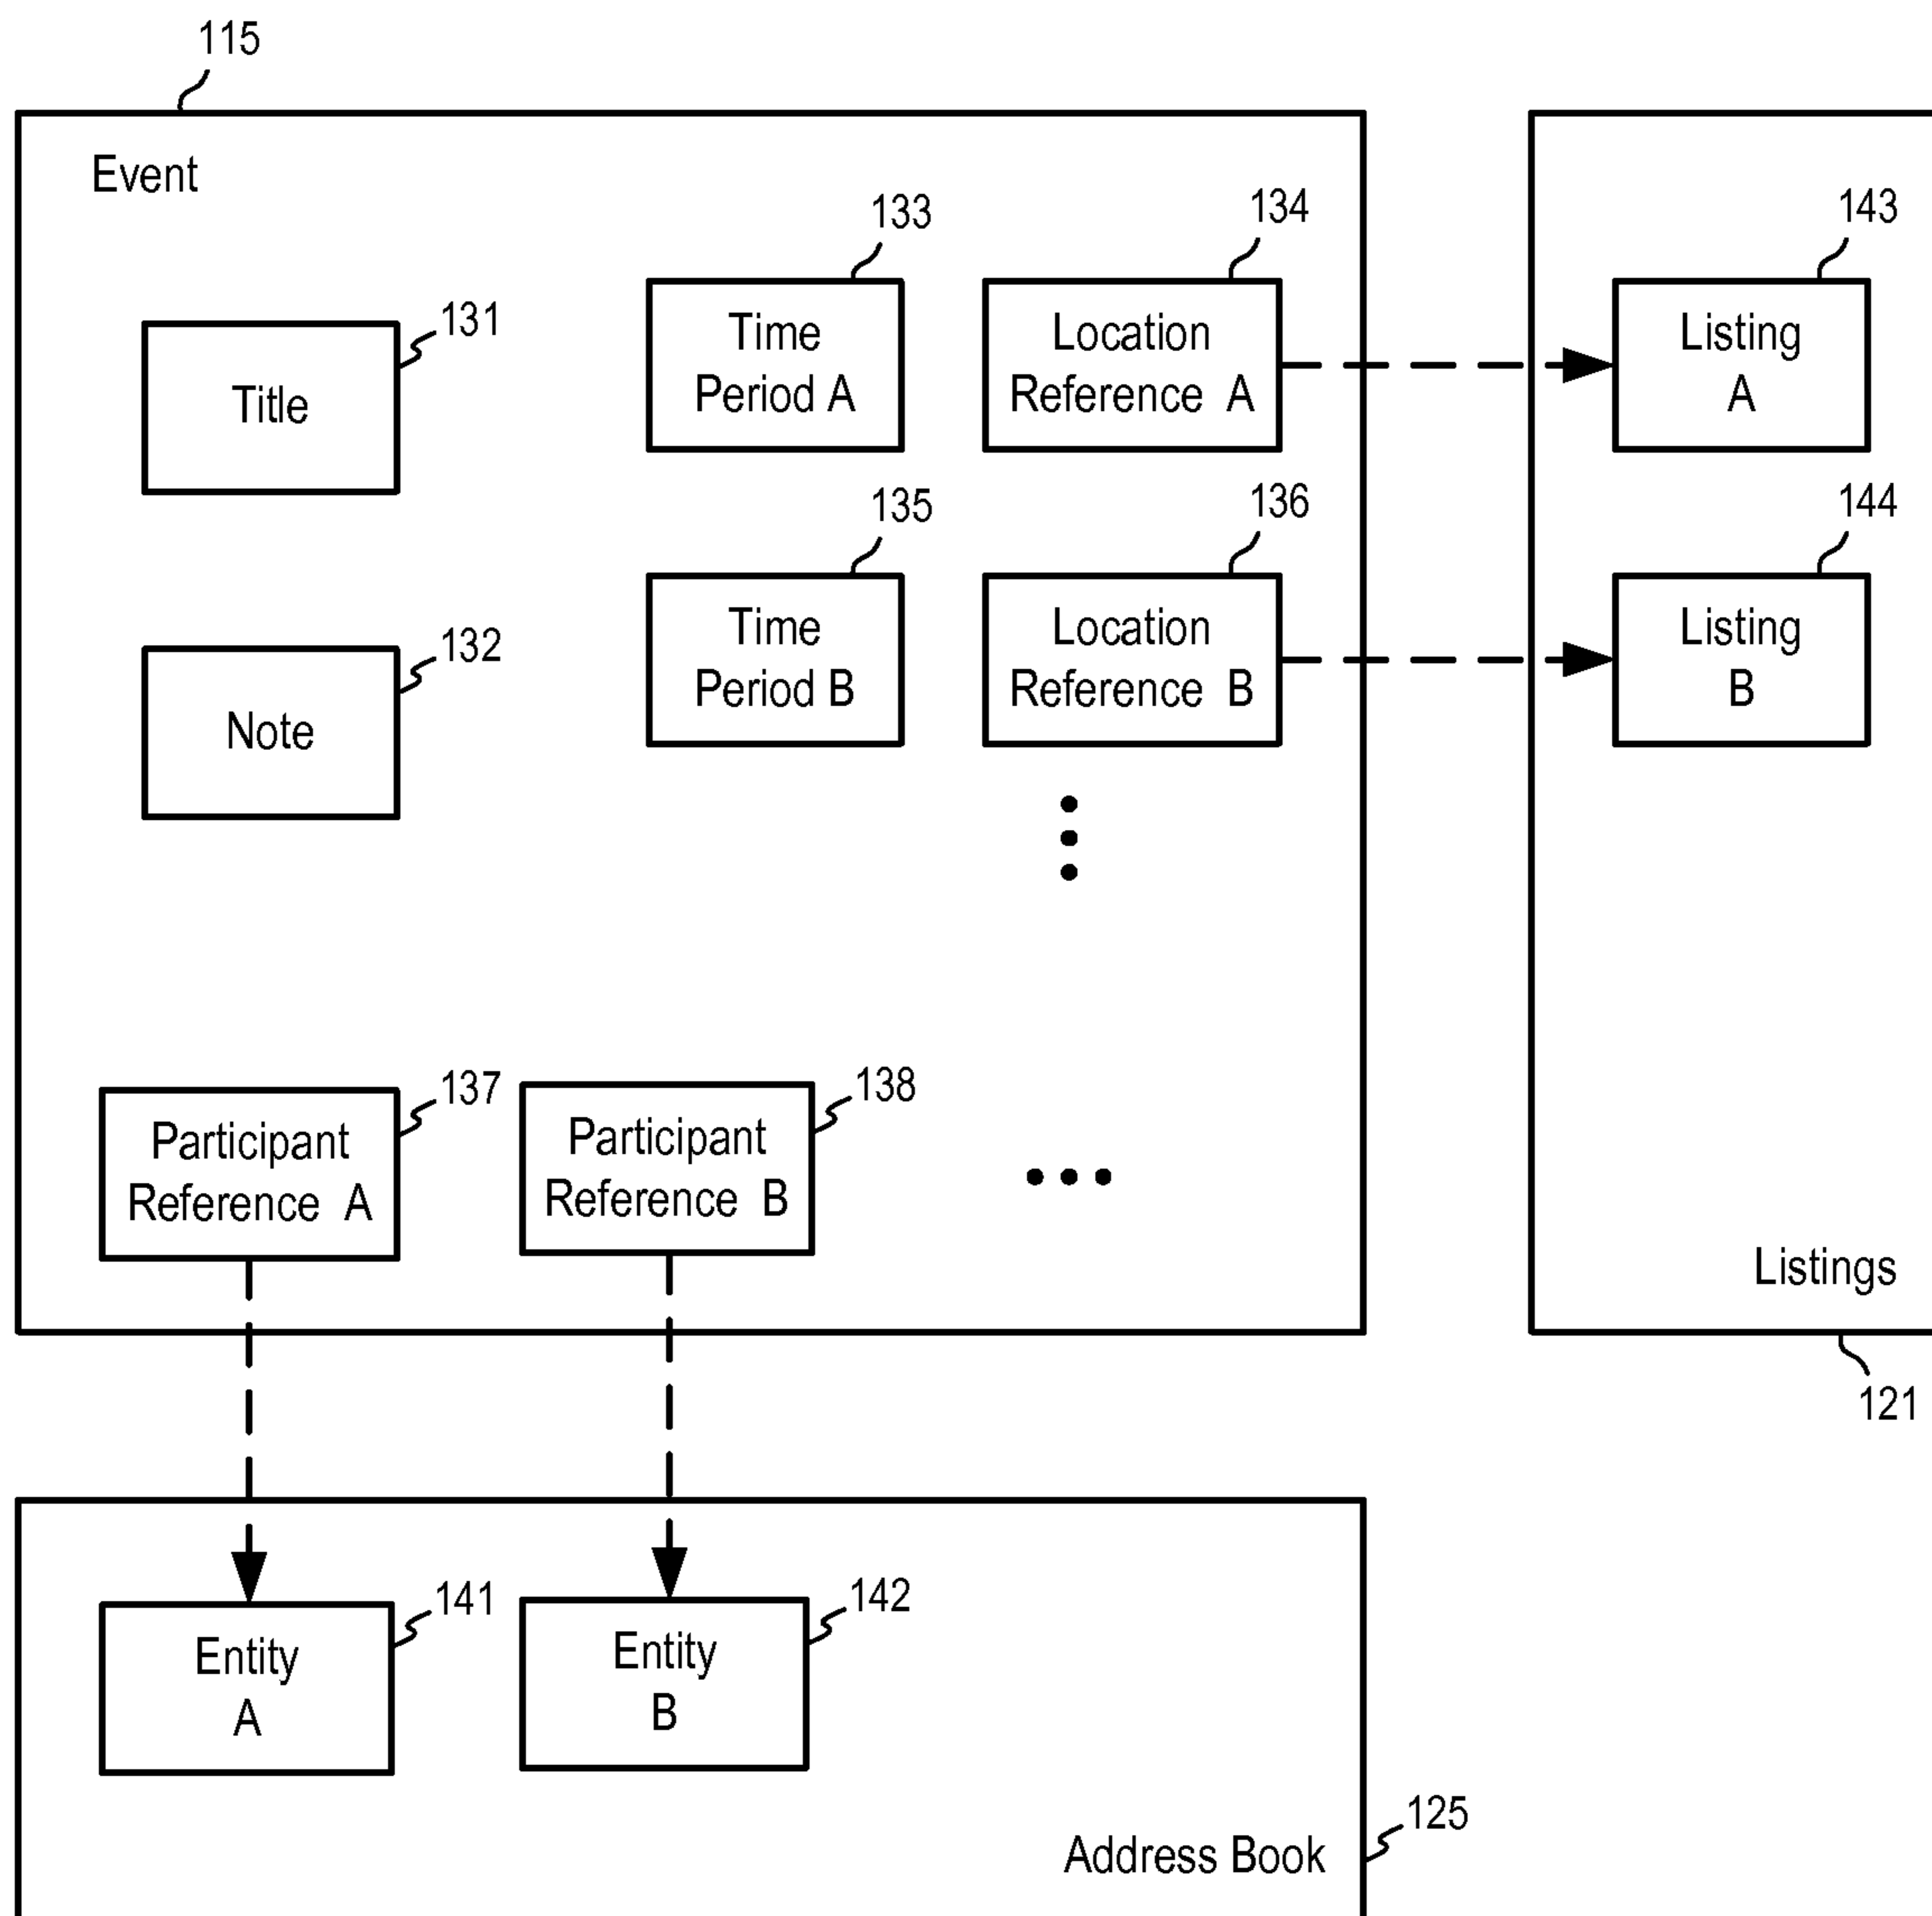 115
Event
133
134
143
131
Time
Period A
Location
Reference A
Listing
A
Title
135
136
144
132
Time
Period B
Location
Reference B
Listing
B
Note
137
138
Participant
Reference A
Participant
Reference B
Listings
121
141
142
Entity
A
Entity
B
125
Address Book